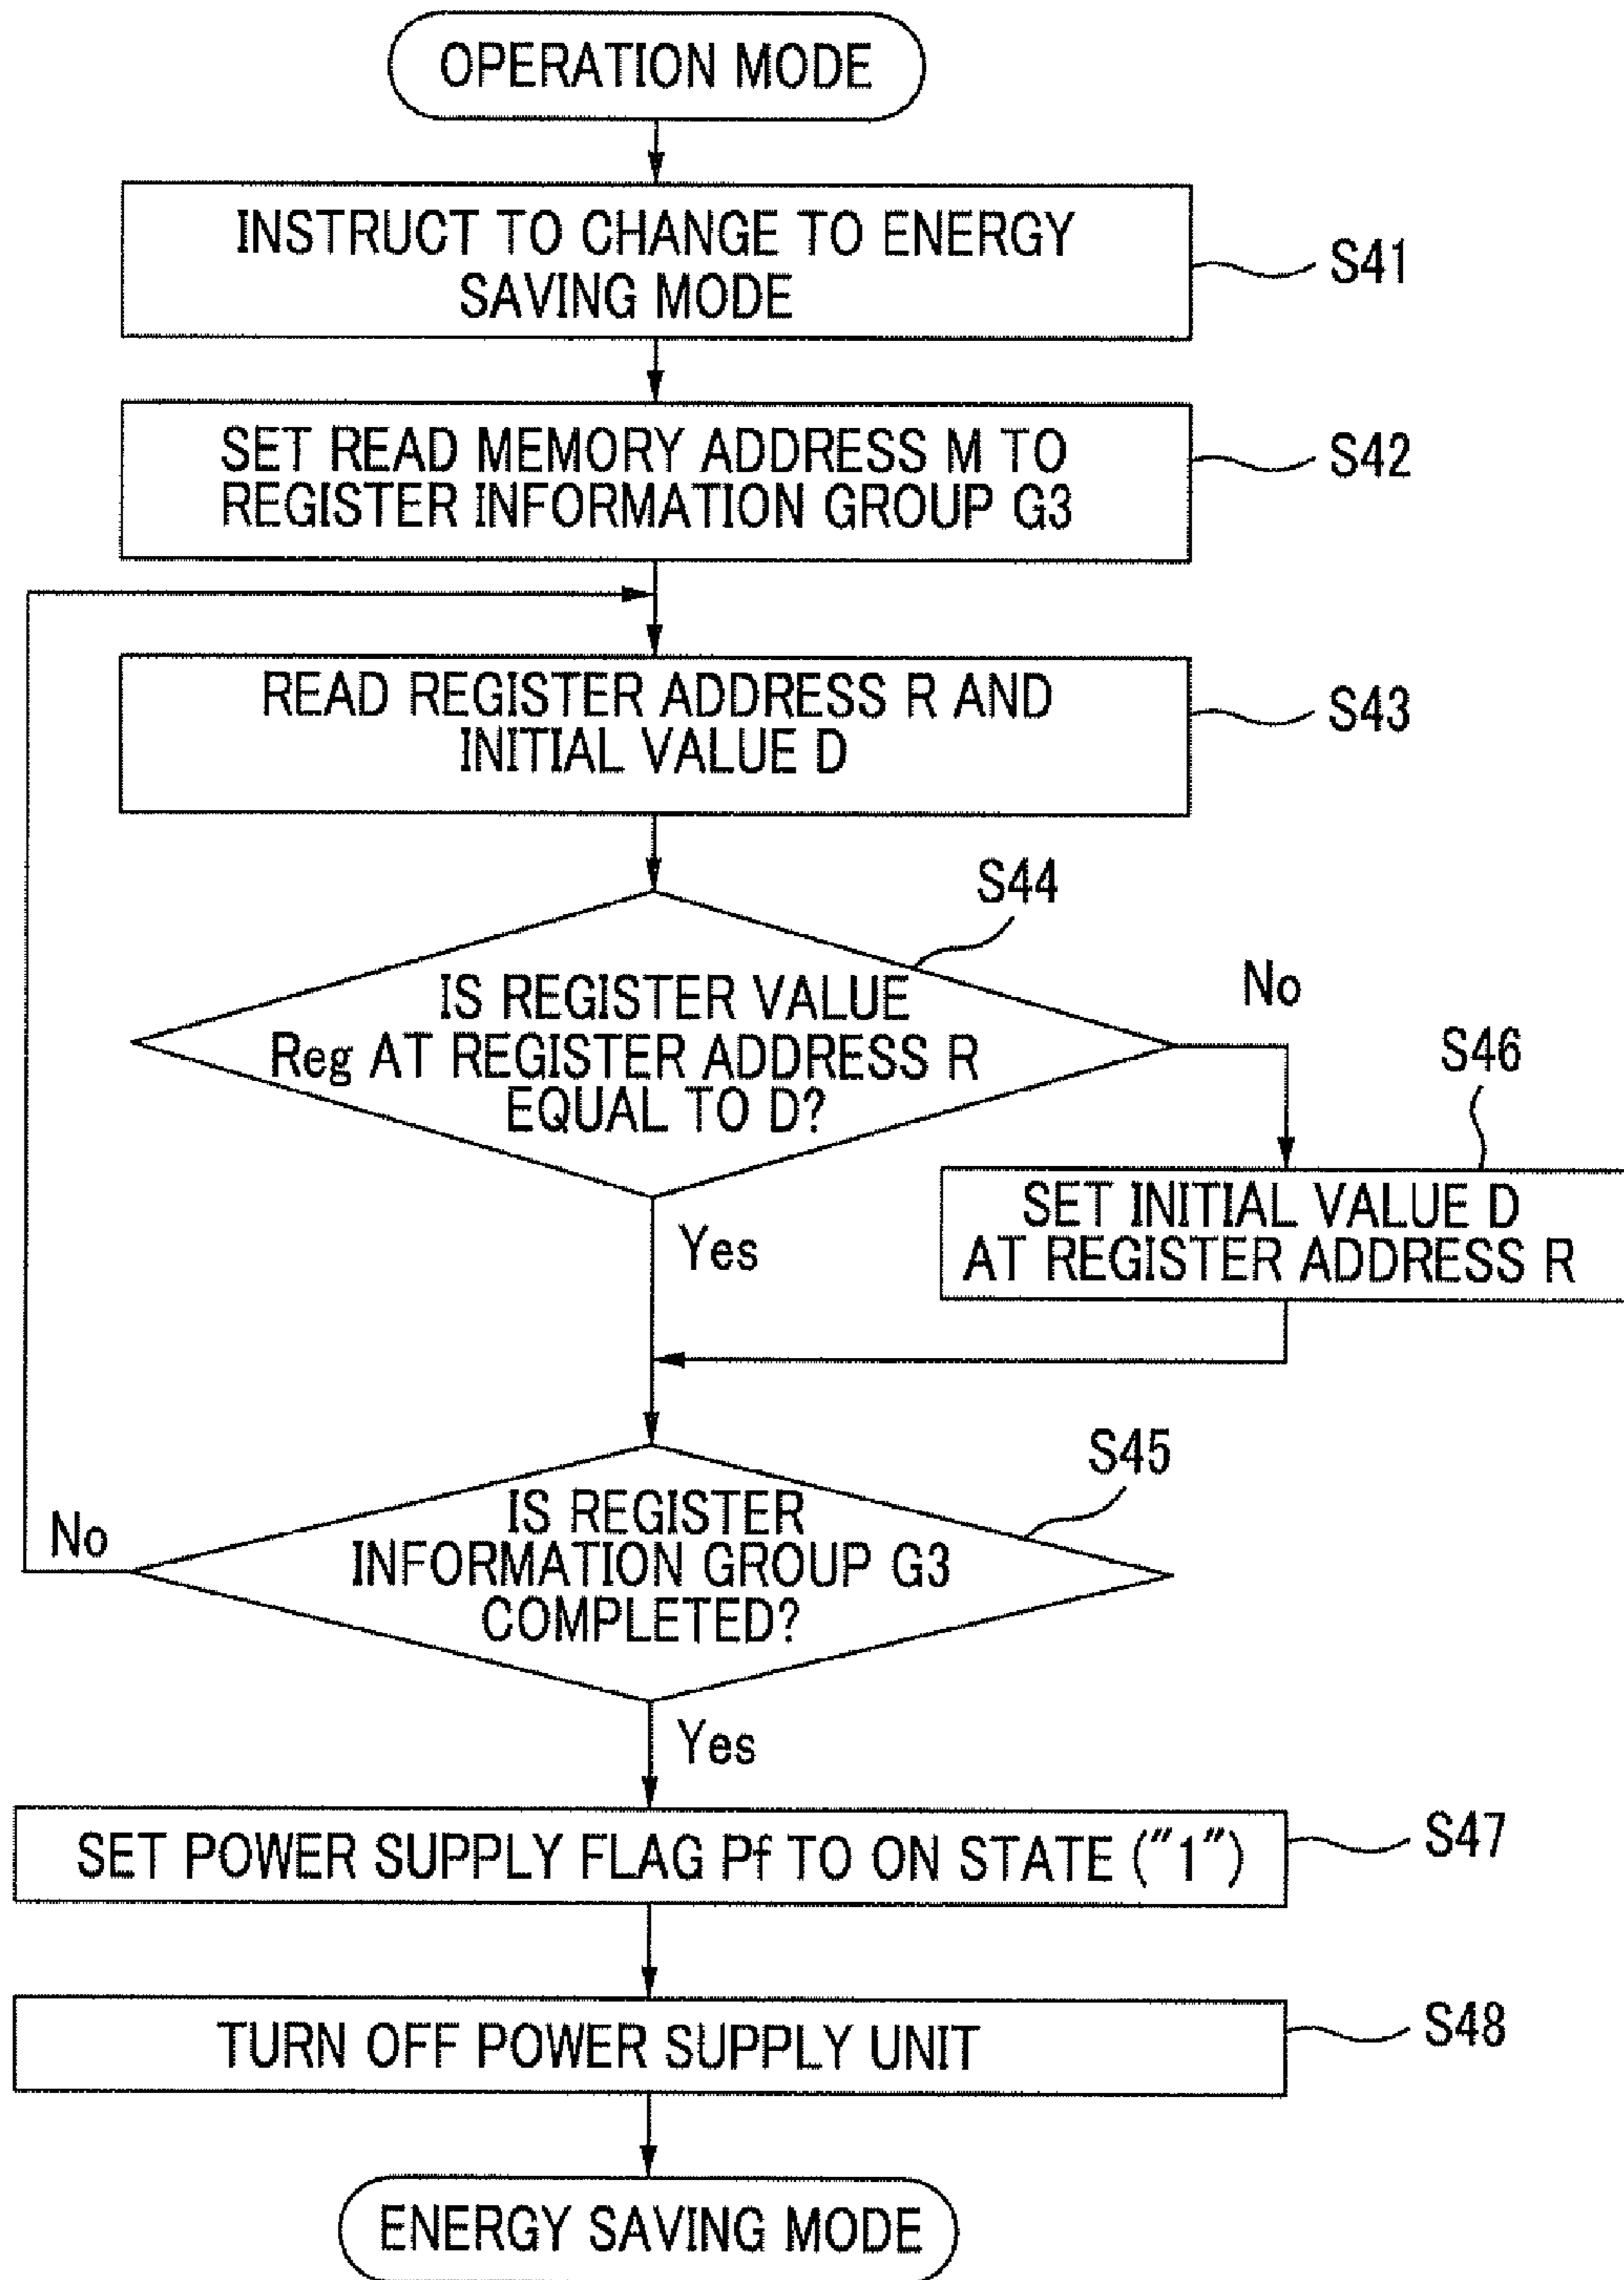 OPERATION MODE
INSTRUCT TO CHANGE TO ENERGY
SAVING MODE
S41
SET READ MEMORY ADDRESS M TO
REGISTER INFORMATION GROUP G3
S42
READ REGISTER ADDRESS R AND
INITIAL VALUE D
S43
S44
IS REGISTER VALUE
Reg AT REGISTER ADDRESS R
EQUAL TO D?
No
S46
SET INITIAL VALUE D
AT REGISTER ADDRESS R
Yes
S45
IS REGISTER
INFORMATION GROUP G3
COMPLETED?
No
Yes
SET POWER SUPPLY FLAG Pf TO ON STATE ("1")
S47
TURN OFF POWER SUPPLY UNIT
S48
ENERGY SAVING MODE